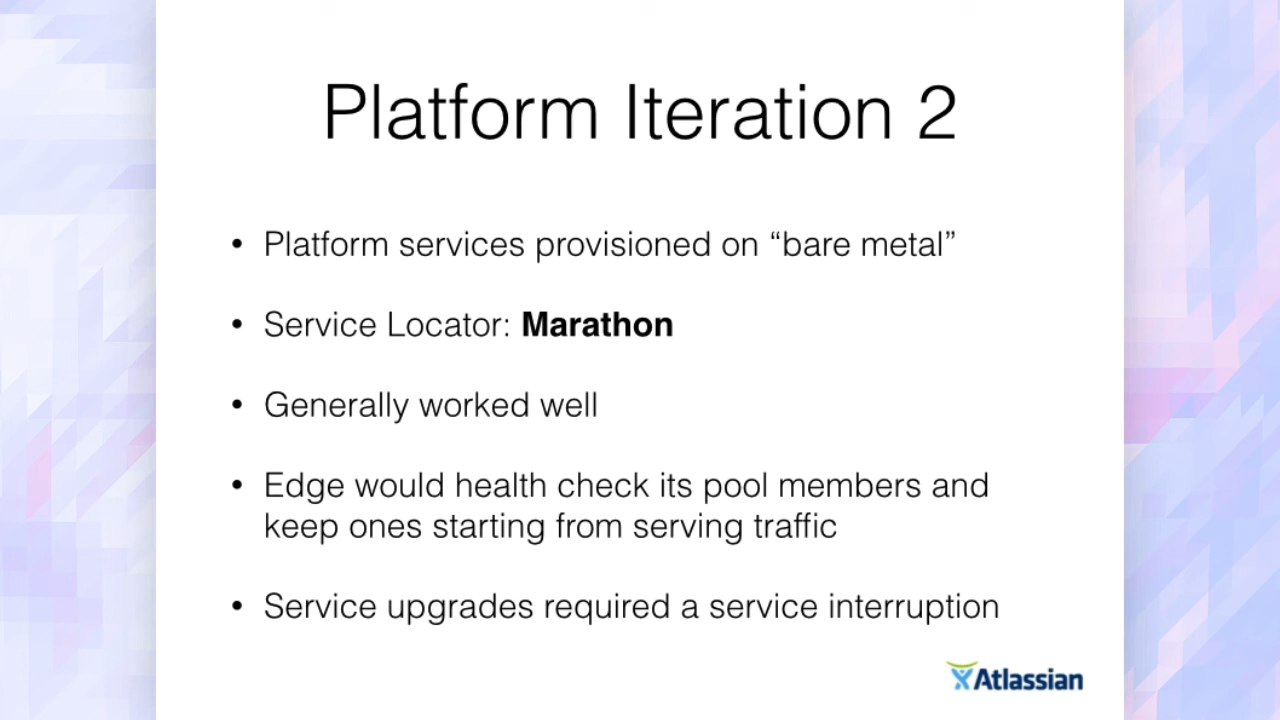 Platform Iteration 2
• Platform services provisioned on “bare metal”
• Service Locator: Marathon
• Generally worked well
• Edge would health check its pool members and
keep ones starting from serving traffic
• Service upgrades required a service interruption
Atlassian